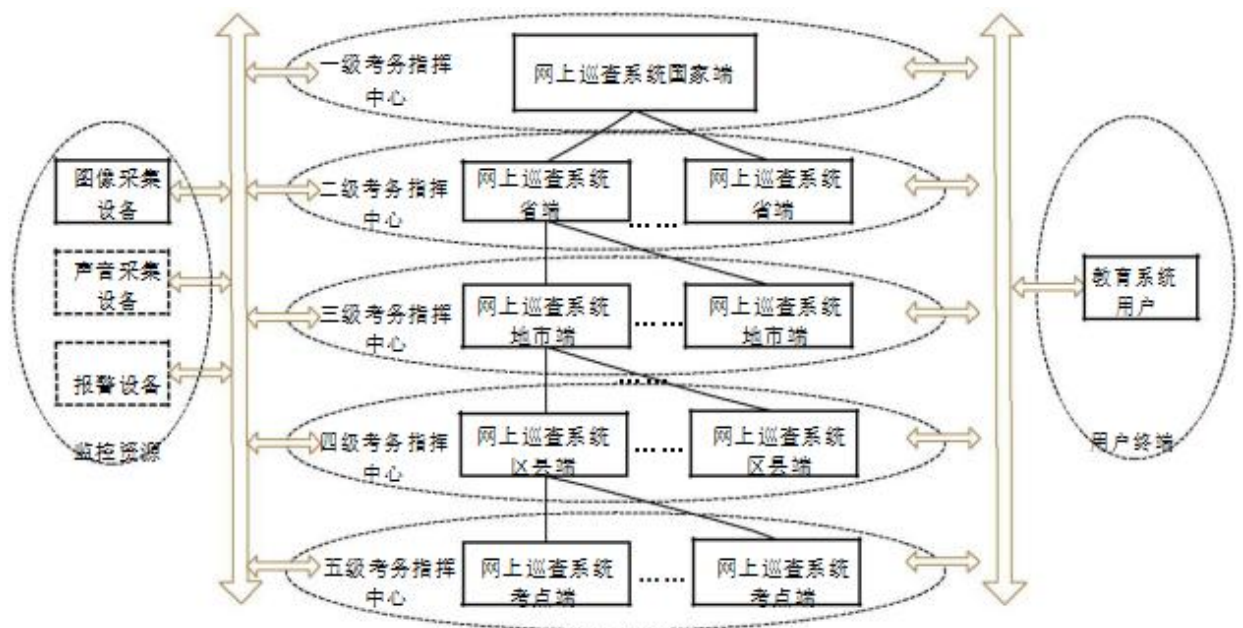 一级考务指挥
中心
网上巡查系统国家端
图像采集
设备
声音采集
设备
报警设备
监控资源
二级考务指挥
中心
网上巡查系统
省端
……
网上巡查系统
省端
三级考务指挥
中心
网上巡查系统
地市端
……
网上巡查系统
地市端
……
四级考务指挥
中心
网上巡查系统
区县端
……
网上巡查系统
区县端
五级考务指挥
中心
网上巡查系统
考点端
……
网上巡查系统
考点端
教育系统
用户
用户终端